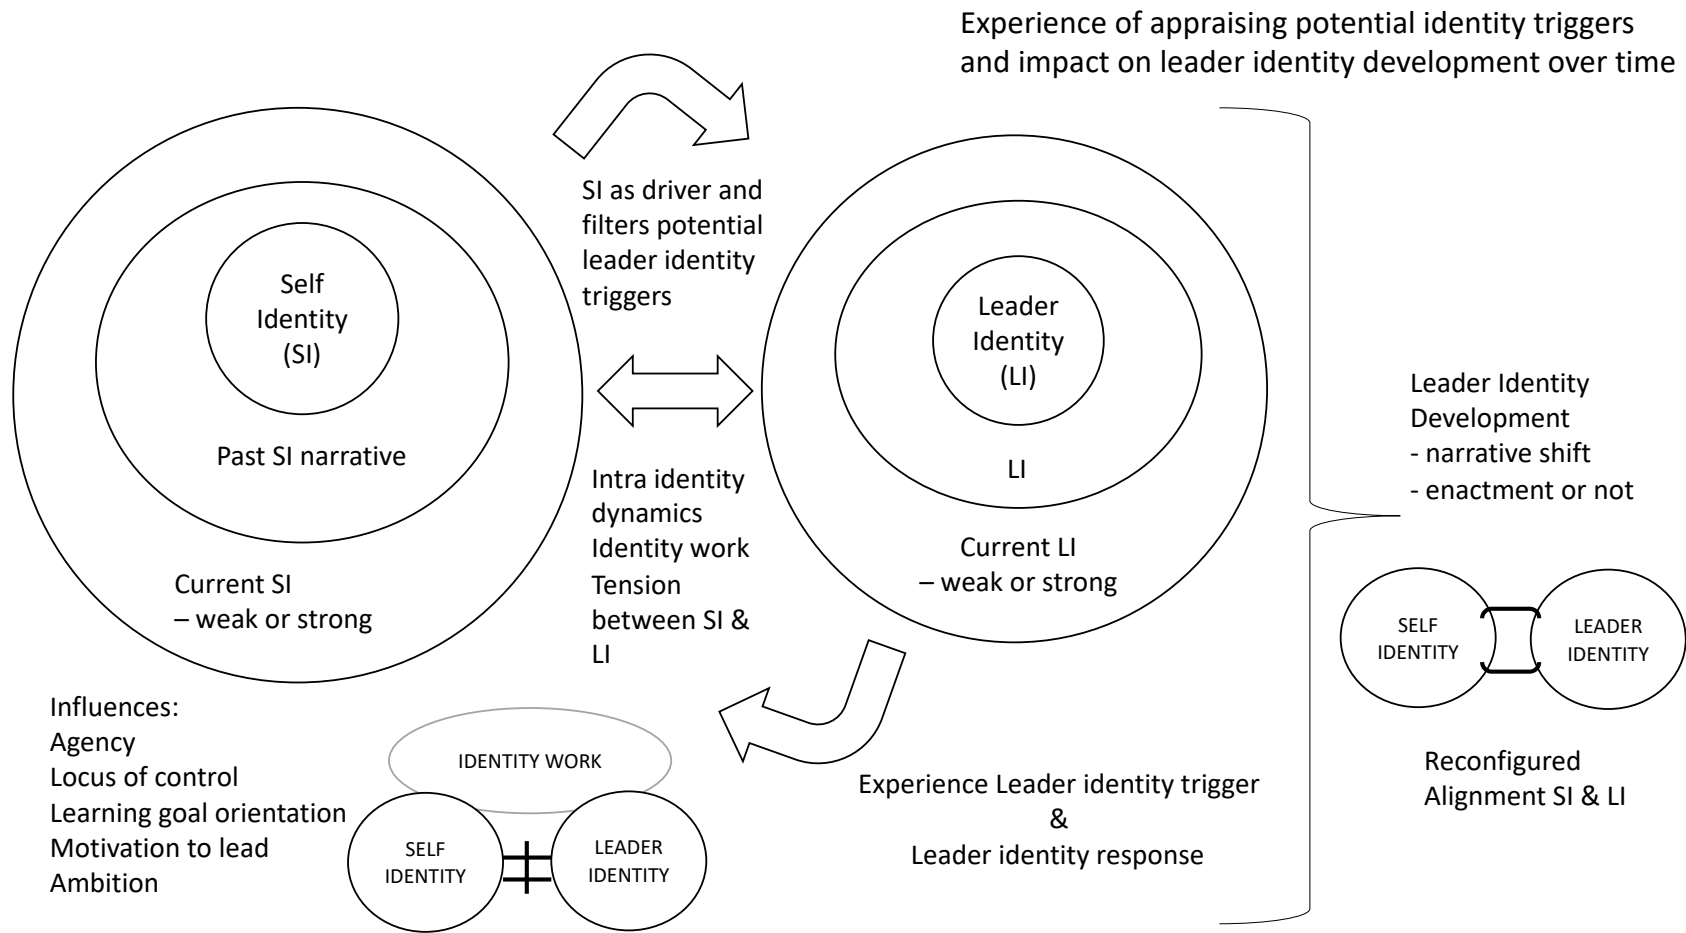 Experience of appraising potential identity triggers
and impact on leader identity development over time
Self
Identity
(SI)
Past SI narrative
Current SI
– weak or strong
SI as driver and
filters potential
leader identity
triggers
Intra identity
dynamics
Identity work
Tension
between SI &
LI
Leader
Identity
(LI)
LI
Current LI
– weak or strong
Leader Identity
Development
- narrative shift
- enactment or not
SELF
IDENTITY
LEADER
IDENTITY
Reconfigured
Alignment SI & LI
Influences:
Agency
Locus of control
Learning goal orientation
Motivation to lead
Ambition
IDENTITY WORK
SELF
IDENTITY
LEADER
IDENTITY
Experience Leader identity trigger
&
Leader identity response